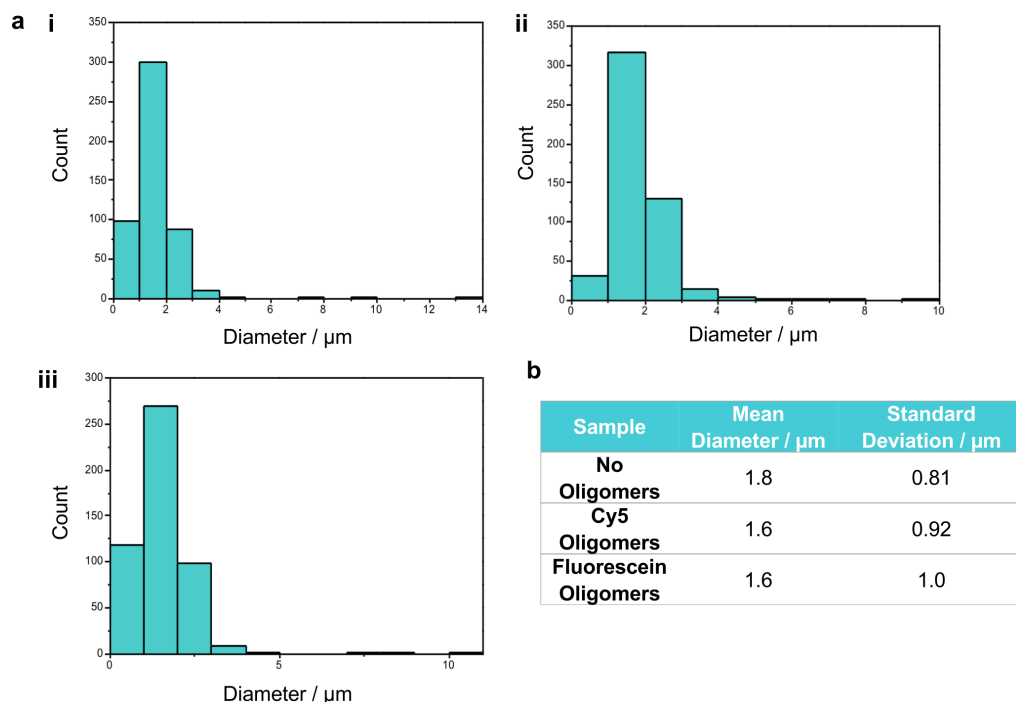 a
i
350
300
250
200
150
100
50
0
0
2
4
6
8
10
12
14
Count
Diameter / µm
ii
350
300
250
200
150
100
50
0
0
2
4
6
8
10
Count
Diameter / µm
iii
300
250
200
150
100
50
0
0
5
10
Count
Diameter / µm
b
Sample
Mean
Diameter / µm
Standard
Deviation / µm
No
Oligomers
1.8
0.81
Cy5
Oligomers
1.6
0.92
Fluorescein
Oligomers
1.6
1.0